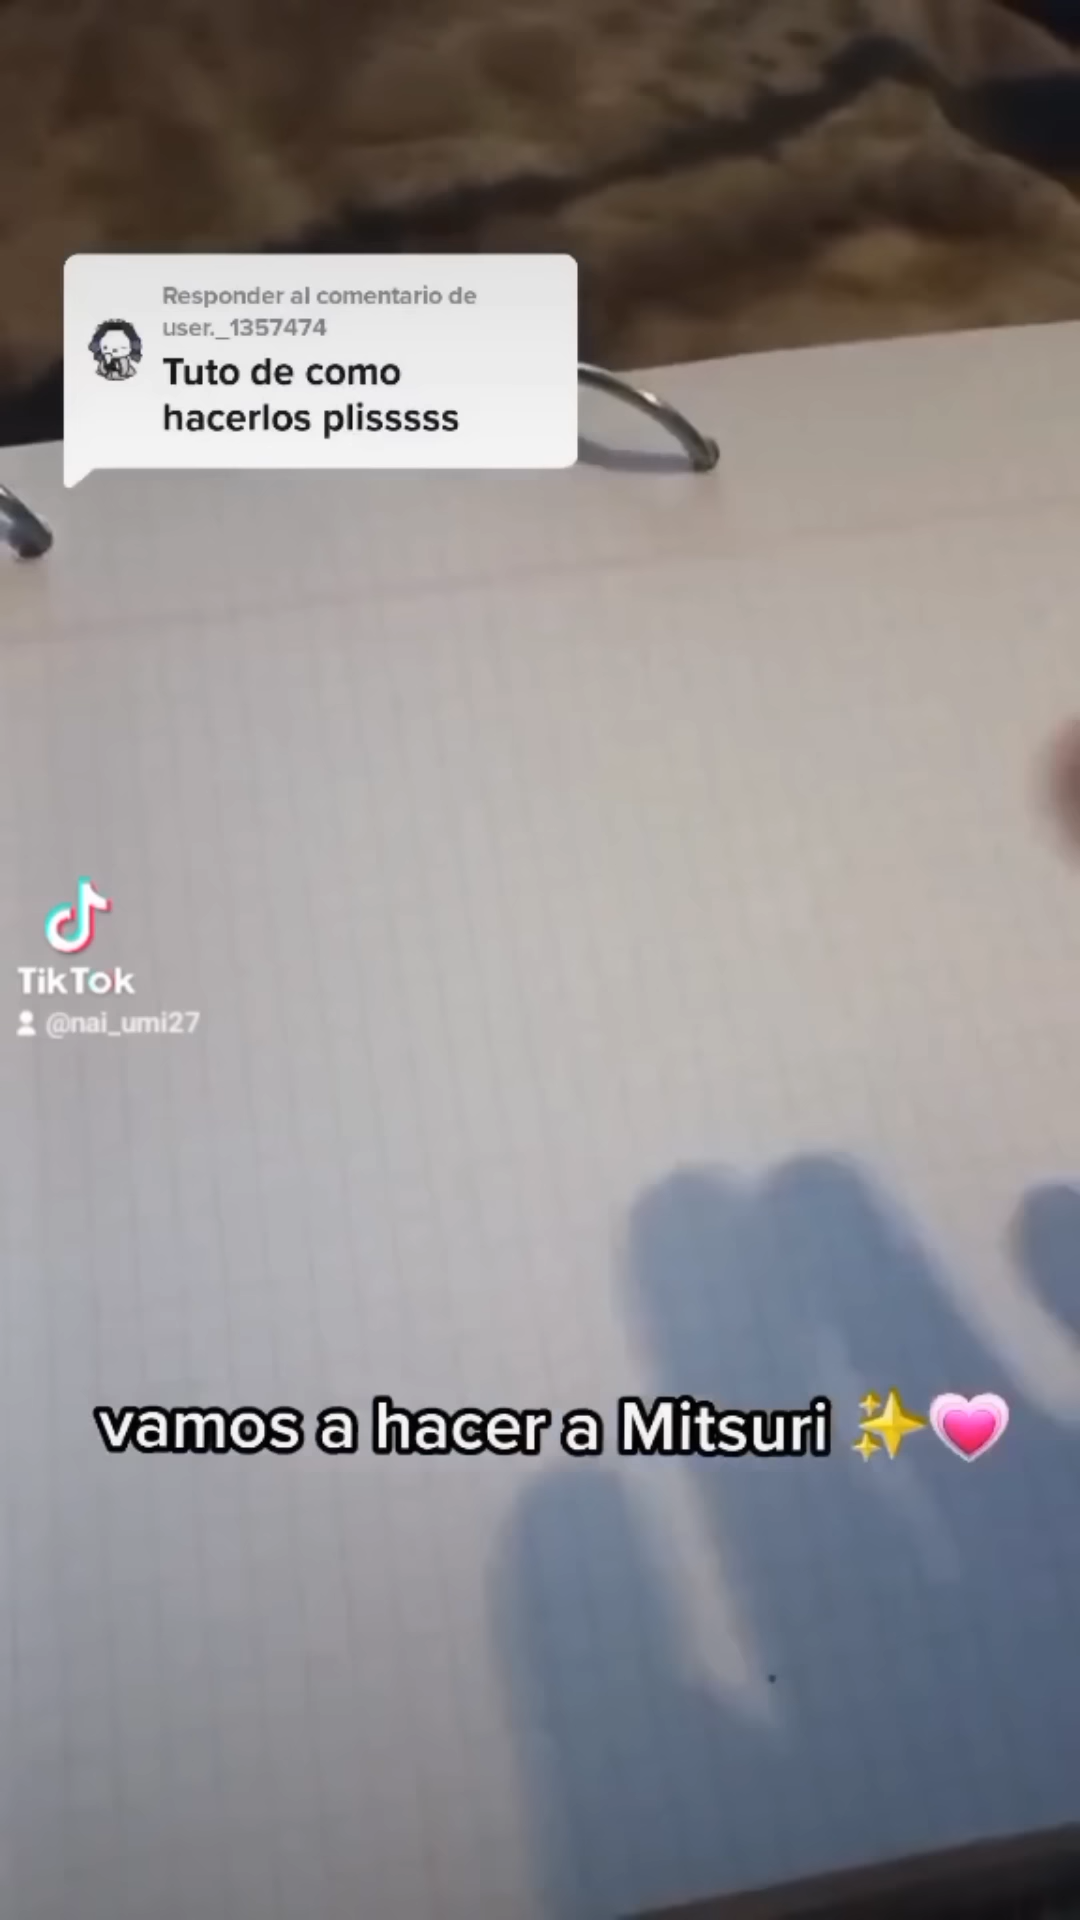 Responder al comentario de
user._1357474
Tuto de como
hacerlos plisssss
TikTok
@nai_umi27
vamos a hacer a Mitsuri ✨💗